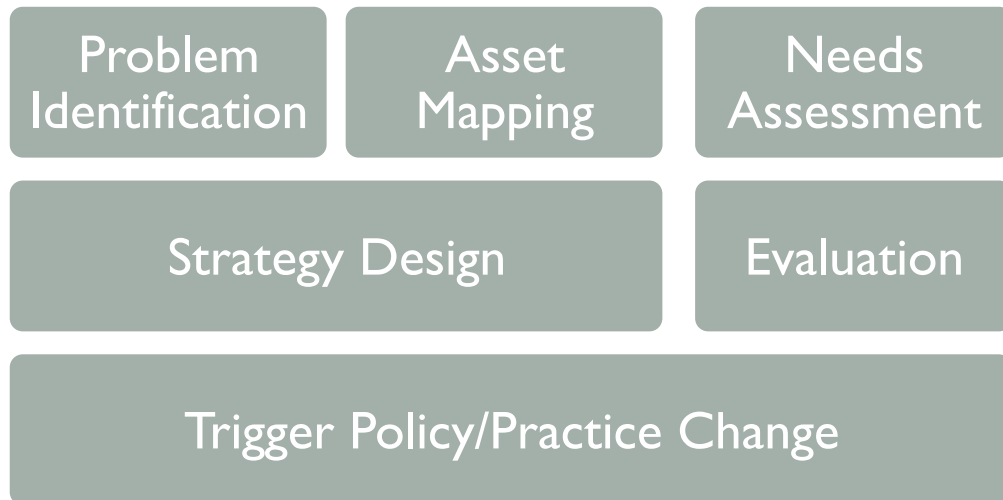 Problem
Identification
Asset
Mapping
Needs
Assessment
Strategy Design
Evaluation
Trigger Policy/Practice Change